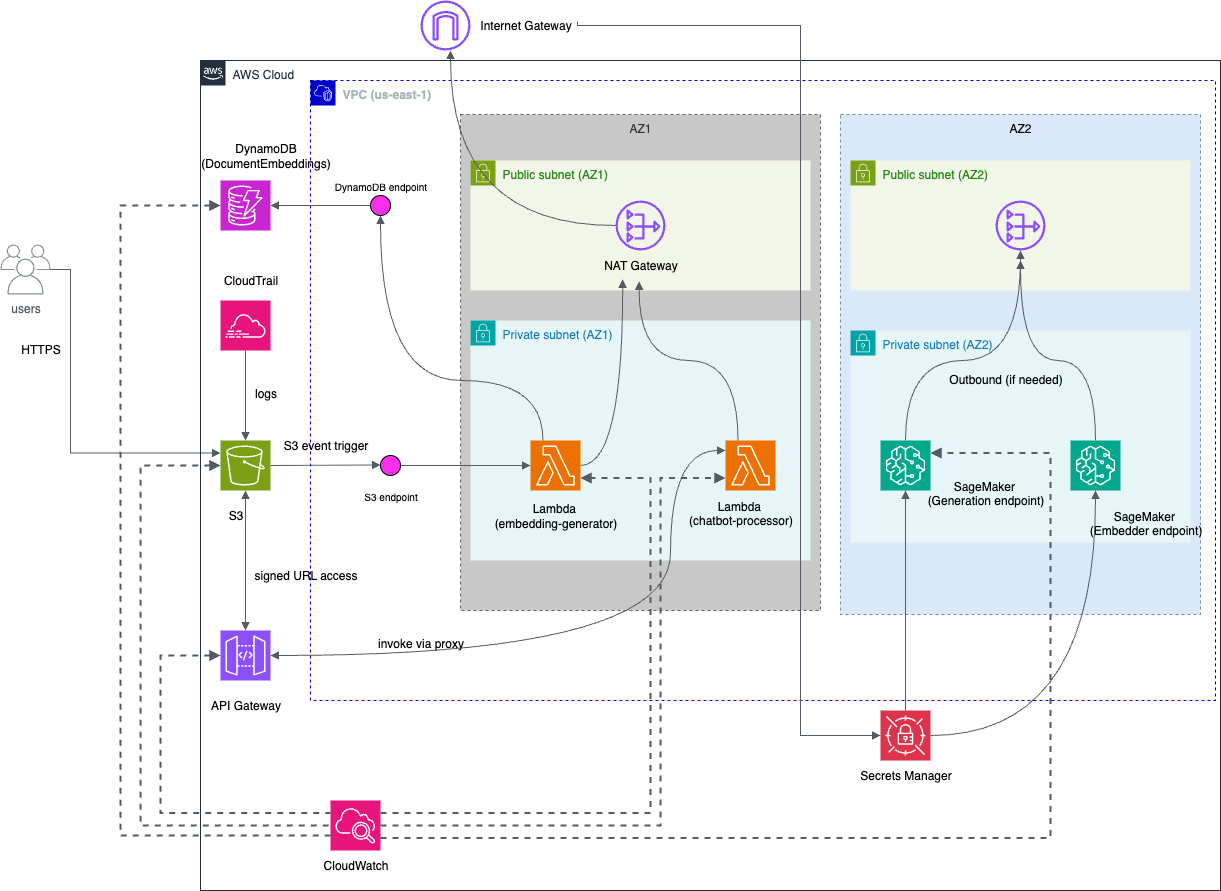 Internet Gateway
aws
AWS Cloud
VPC (us-east-1)
AZ1
AZ2
DynamoDB
(DocumentEmbeddings)
DynamoDB endpoint
Public subnet (AZ1)
Public subnet (AZ2)
NAT Gateway
users
CloudTrail
HTTPS
Private subnet (AZ1)
Private subnet (AZ2)
Outbound (if needed)
logs
S3 event trigger
S3 endpoint
S3
Lambda
(embedding-generator)
Lambda
(chatbot-processor)
SageMaker
(Generation endpoint)
SageMaker
(Embedder endpoint)
signed URL access
invoke via proxy
API Gateway
Secrets Manager
CloudWatch